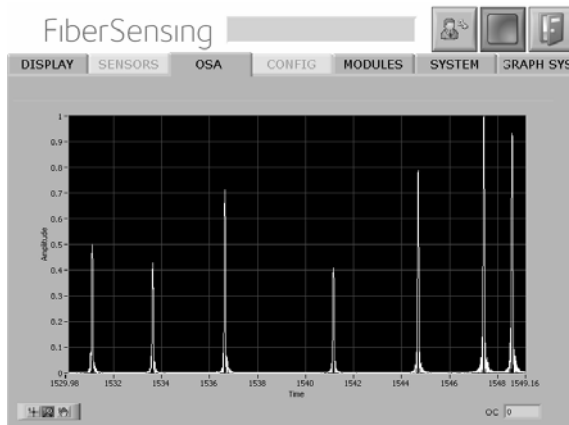 FiberSensing
DISPLAY SENSORS OSA CONFIG MODULES SYSTEM GRAPH SYS
1
0.9
0.8
0.7
0.6
0.5
0.4
0.3
0.2
0.1
0
Amplitude
1529.98 1532 1534 1536 1538 1540 1542 1544 1546 1548 1549.16
Time
OC 0